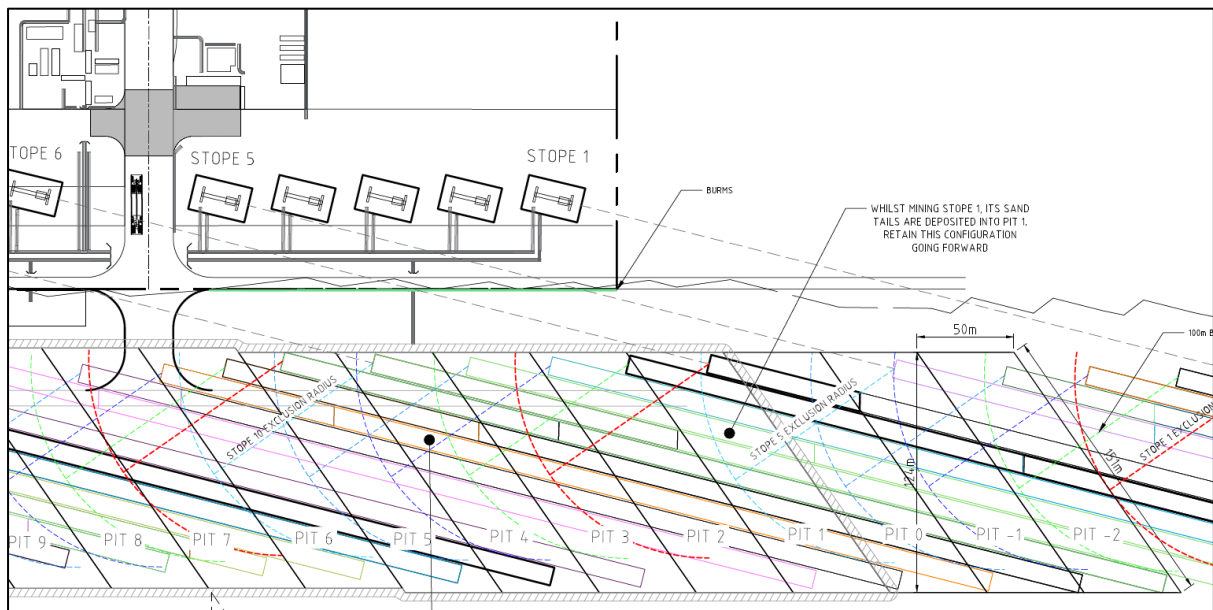 TOPE 6
STOPE 5
STOPE 1
BURMS
WHILST MINING STOPE 1, ITS SAND
TAILS ARE DEPOSITED INTO PIT 1.
RETAIN THIS CONFIGURATION
GOING FORWARD
50m
100m B
STOPE 10 EXCLUSION RADIUS
STOPE 5 EXCLUSION RADIUS
STOPE 1 EXCLUSION
124m
151m
PIT 9
PIT 8
PIT 7
PIT 6
PIT 5
PIT 4
PIT 3
PIT 2
PIT 1
PIT 0
PIT -1
PIT -2